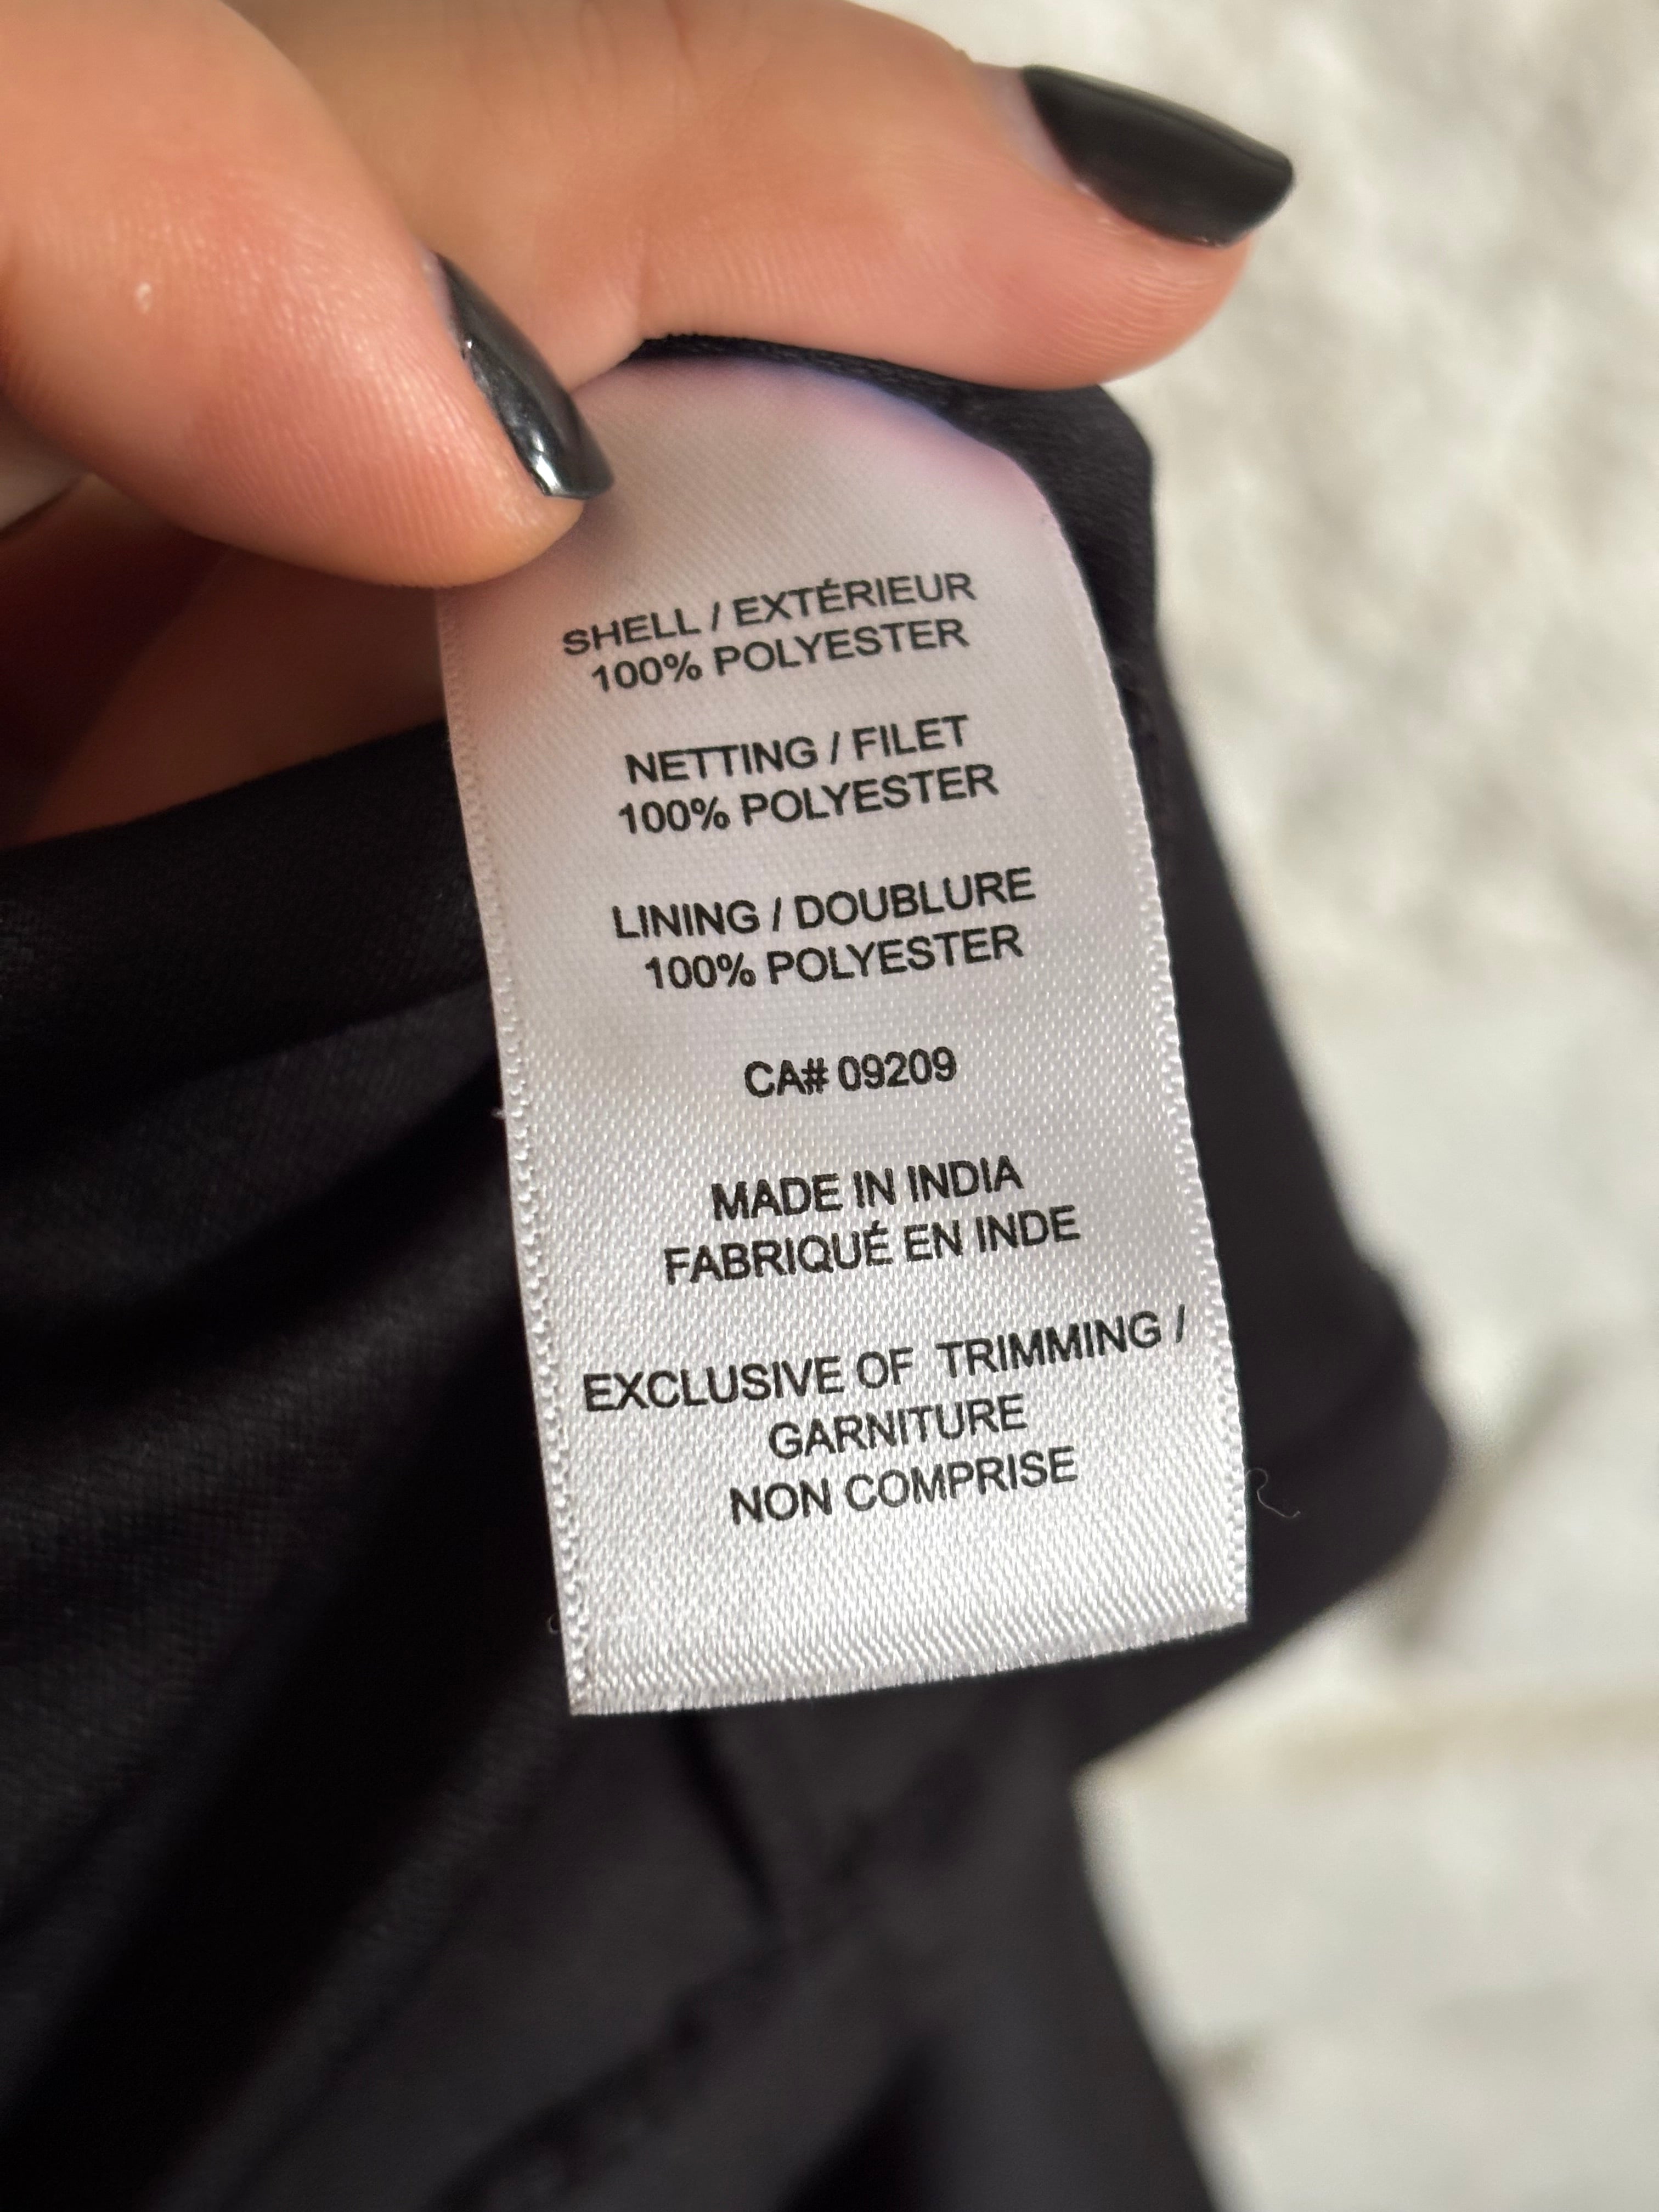 SHELL / EXTÉRIEUR
100% POLYESTER
NETTING / FILET
100% POLYESTER
LINING / DOUBLURE
100% POLYESTER
CA# 09209
MADE IN INDIA
FABRIQUÉ EN INDE
EXCLUSIVE OF TRIMMING /
GARNITURE
NON COMPRISE